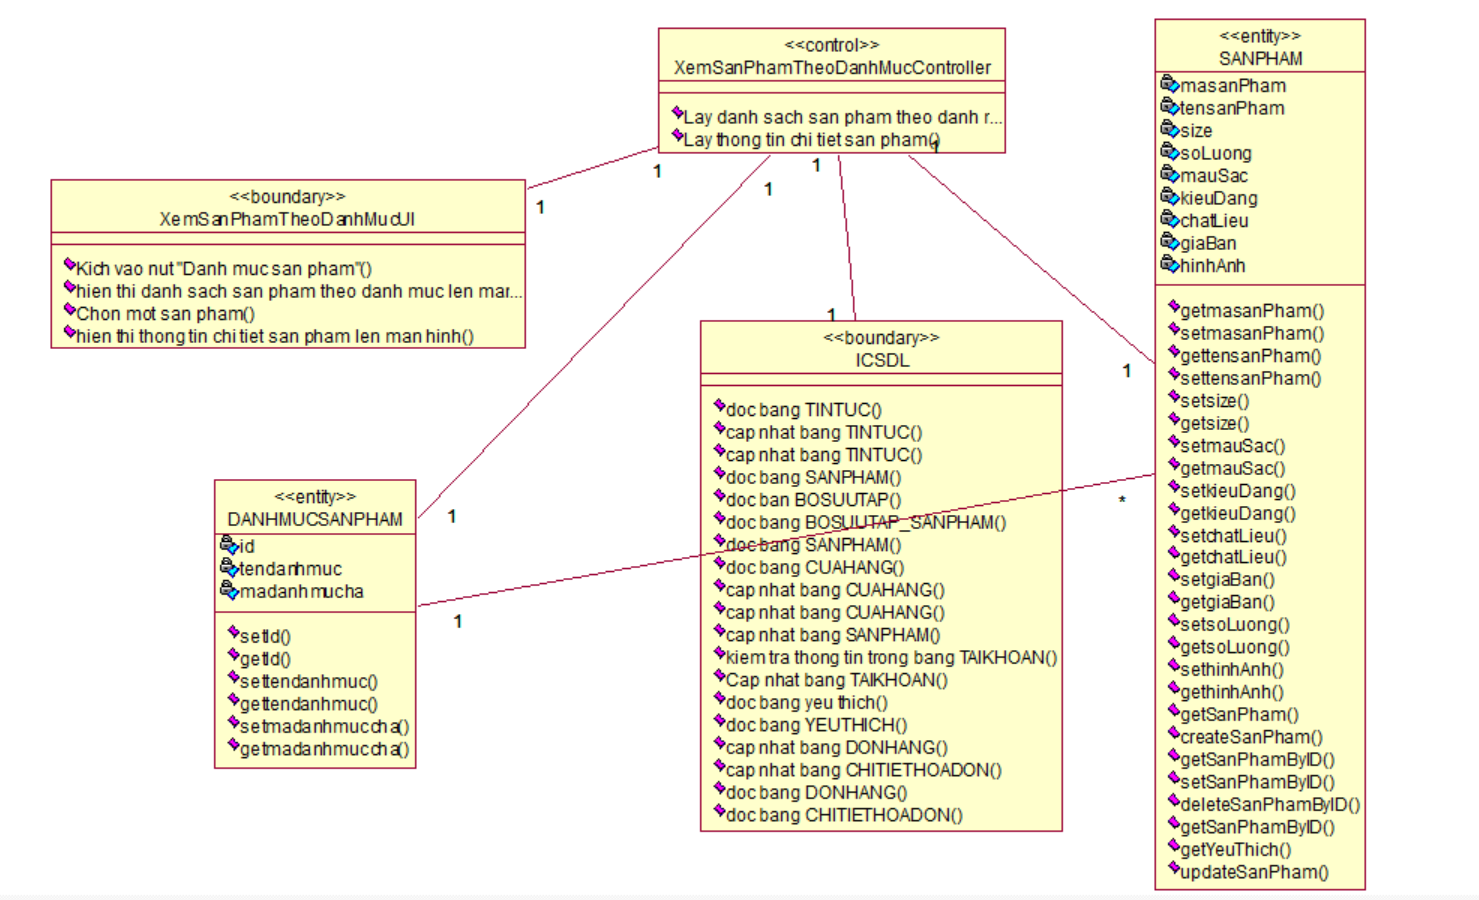 <<control>>
XemSanPhamTheoDanhMucController
Lay danh sach san pham theo danh r...
Lay thong tin chi tiet san pham()
1
1
1
1
1
<<boundary>>
XemSanPhamTheoDanhMucUI
Kich vao nut "Danh muc san pham"()
hien thi danh sach san pham theo danh muc len mar...
Chon mot san pham()
hien thi thong tin chi tiet san pham len man hinh()
<<entity>>
DANHMUCSANPHAM
id
tendanhmuc
madanhmucha
setId()
getId()
settendanhmuc()
gettendanhmuc()
setmadanhmuccha()
getmadanhmuccha()
1
1
1
<<boundary>>
ICSDL
doc bang TINTUC()
cap nhat bang TINTUC()
cap nhat bang TINTUC()
doc bang SANPHAM()
doc ban BOSUUTAP()
doc bang BOSUUTAP_SANPHAM()
doc bang SANPHAM()
doc bang CUAHANG()
cap nhat bang CUAHANG()
cap nhat bang CUAHANG()
cap nhat bang SANPHAM()
kiem tra thong tin trong bang TAIKHOAN()
Cap nhat bang TAIKHOAN()
doc bang yeu thich()
doc bang YEUTHICH()
cap nhat bang DONHANG()
cap nhat bang CHITIETHOADON()
doc bang DONHANG()
doc bang CHITIETHOADON()
1
*
<<entity>>
SANPHAM
masanPham
tensanPham
size
soLuong
mauSac
kieuDang
chatLieu
giaBan
hinhAnh
getmasanPham()
setmasanPham()
gettensanPham()
settensanPham()
setsize()
getsize()
setmauSac()
getmauSac()
setkieuDang()
getkieuDang()
setchatLieu()
getchatLieu()
setgiaBan()
getgiaBan()
setsoLuong()
getsoLuong()
sethinhAnh()
gethinhAnh()
getSanPham()
createSanPham()
getSanPhamByID()
setSanPhamByID()
deleteSanPhamByID()
getSanPhamByID()
getYeuThich()
updateSanPham()